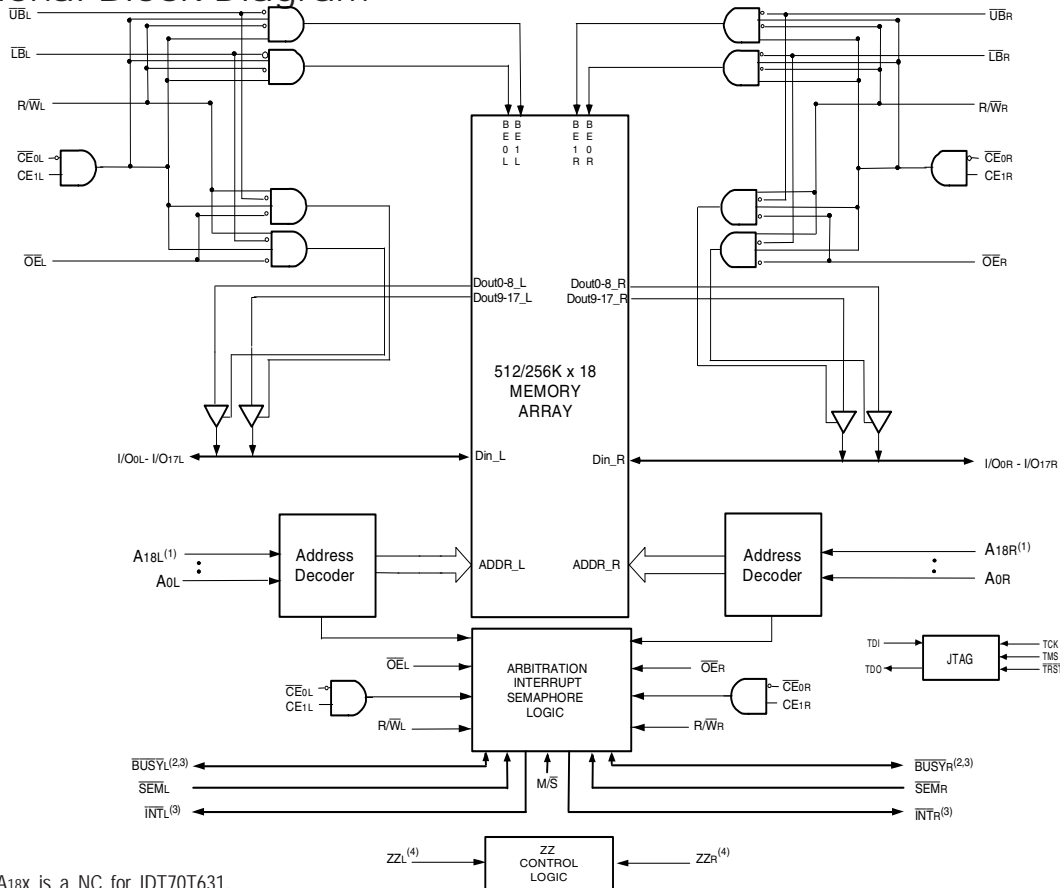 UBL
UBR
LBL
LBR
R/WL
R/WR
CE0L
CE1L
CE0R
CE1R
BE0L
BE1L
BE1R
BE0R
OEL
OER
Dout0-8_L
Dout9-17_L
Dout0-8_R
Dout9-17_R
512/256K x 18
MEMORY
ARRAY
I/O0L- I/O17L
Din_L
Din_R
I/O0R - I/O17R
A18L(1)
A0L
Address
Decoder
ADDR_L
ADDR_R
Address
Decoder
A18R(1)
A0R
TDI
TDO
JTAG
TCK
TMS
TRST
OEL
CE0L
CE1L
R/WL
ARBITRATION
INTERRUPT
SEMAPHORE
LOGIC
OER
CE0R
CE1R
R/WR
BUSYL(2,3)
SEML
INTL(3)
M/S
BUSYR(2,3)
SEMR
INTR(3)
ZZL(4)
ZZ
CONTROL
LOGIC
ZZR(4)
A18x is a NC for IDT70T631.